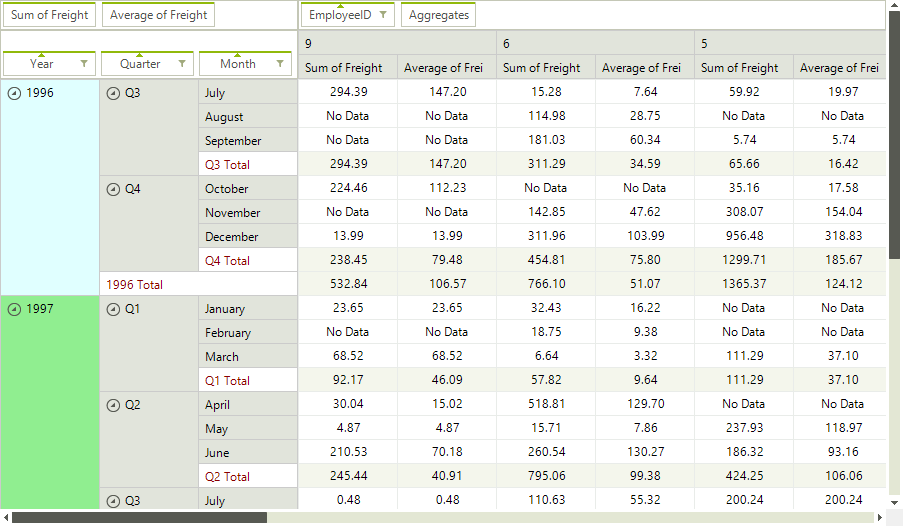 Sum of Freight Average of Freight EmployeeID Aggregates
9 6 5
Year Quarter Month Sum of Freight Average of Frei Sum of Freight Average of Frei Sum of Freight Average of Frei
1996 Q3 July 294.39 147.20 15.28 7.64 59.92 19.97
August No Data No Data 114.98 28.75 No Data No Data
September No Data No Data 181.03 60.34 5.74 5.74
Q3 Total 294.39 147.20 311.29 34.59 65.66 16.42
Q4 October 224.46 112.23 No Data No Data 35.16 17.58
November No Data No Data 142.85 47.62 308.07 154.04
December 13.99 13.99 311.96 103.99 956.48 318.83
Q4 Total 238.45 79.48 454.81 75.80 1299.71 185.67
1996 Total 532.84 106.57 766.10 51.07 1365.37 124.12
1997 Q1 January 23.65 23.65 32.43 16.22 No Data No Data
February No Data No Data 18.75 9.38 No Data No Data
March 68.52 68.52 6.64 3.32 111.29 37.10
Q1 Total 92.17 46.09 57.82 9.64 111.29 37.10
Q2 April 30.04 15.02 518.81 129.70 No Data No Data
May 4.87 4.87 15.71 7.86 237.93 118.97
June 210.53 70.18 260.54 130.27 186.32 93.16
Q2 Total 245.44 40.91 795.06 99.38 424.25 106.06
Q3 July 0.48 0.48 110.63 55.32 200.24 200.24